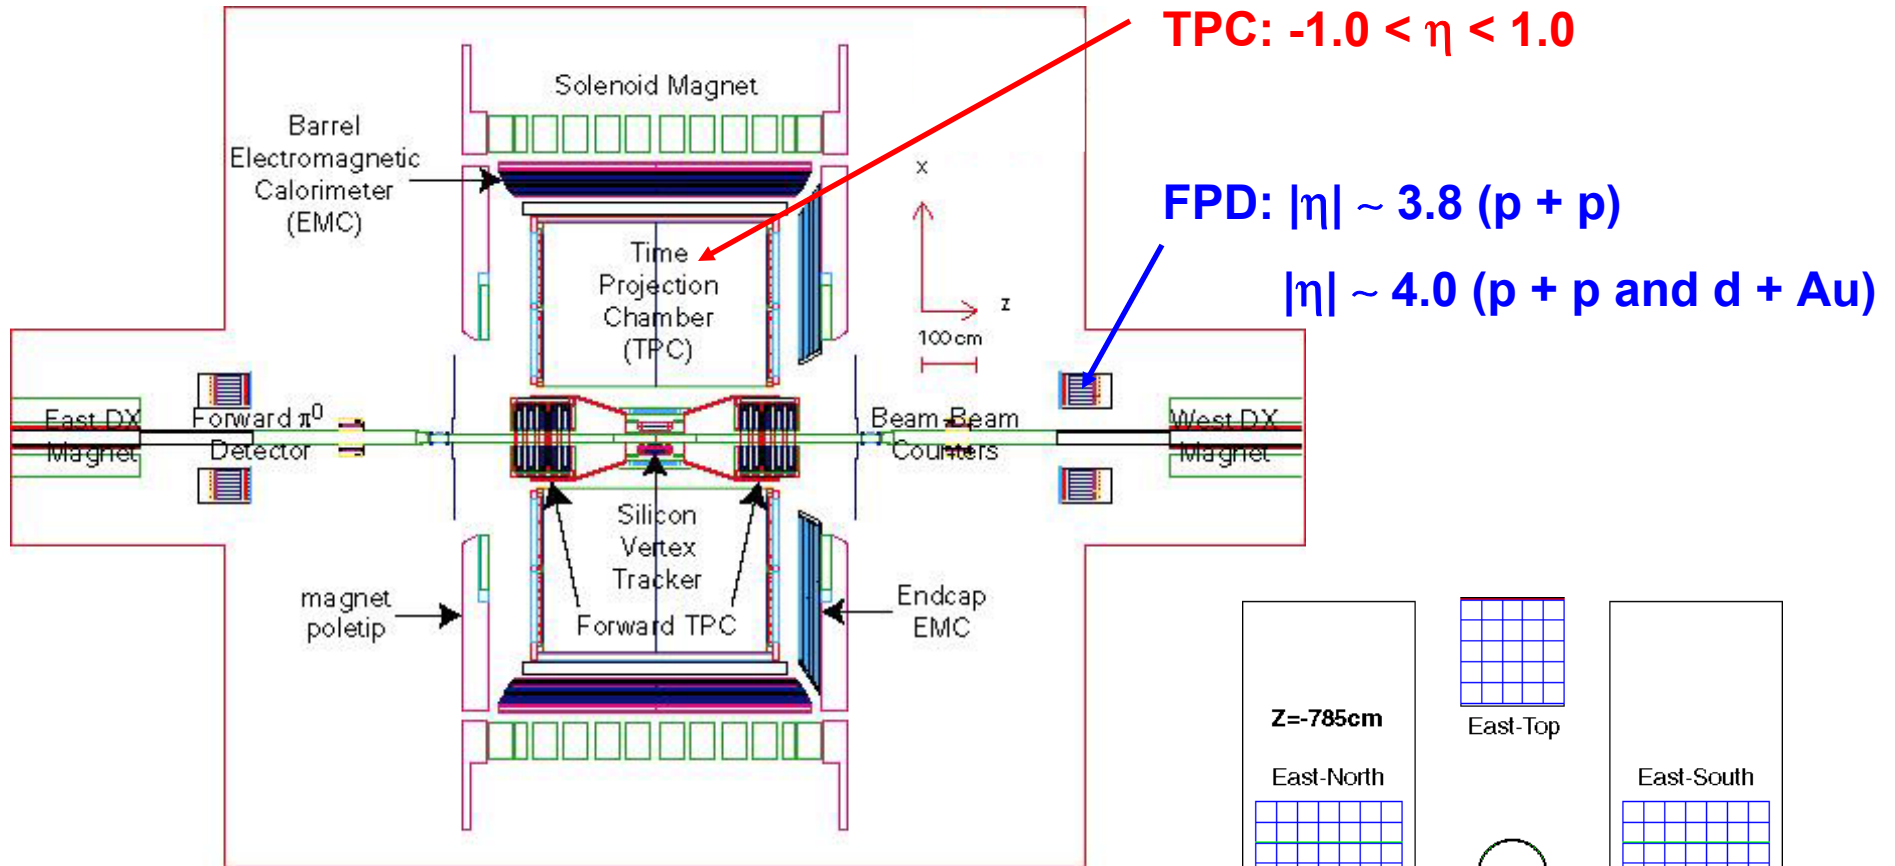 TPC: -1.0 < η < 1.0
Solenoid Magnet
Barrel
Electromagnetic
Calorimeter
(EMC)
x
z
100cm
FPD: |η| ~ 3.8 (p + p)
|η| ~ 4.0 (p + p and d + Au)
Time
Projection
Chamber
(TPC)
East DX
Magnet
Forward π⁰
Detector
Beam-Beam
Counters
West DX
Magnet
Silicon
Vertex
Tracker
magnet
poletip
Forward TPC
Endcap
EMC
Z=-785cm
East-Top
East-North
East-South